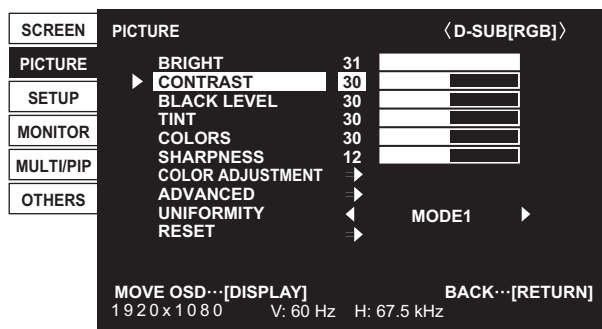 SCREEN
PICTURE
SETUP
MONITOR
MULTI/PIP
OTHERS
PICTURE 〈D-SUB[RGB]〉
BRIGHT 31
CONTRAST 30
BLACK LEVEL 30
TINT 30
COLORS 30
SHARPNESS 12
COLOR ADJUSTMENT
ADVANCED
UNIFORMITY MODE1
RESET
MOVE OSD···[DISPLAY] BACK···[RETURN]
1920x1080 V: 60 Hz H: 67.5 kHz